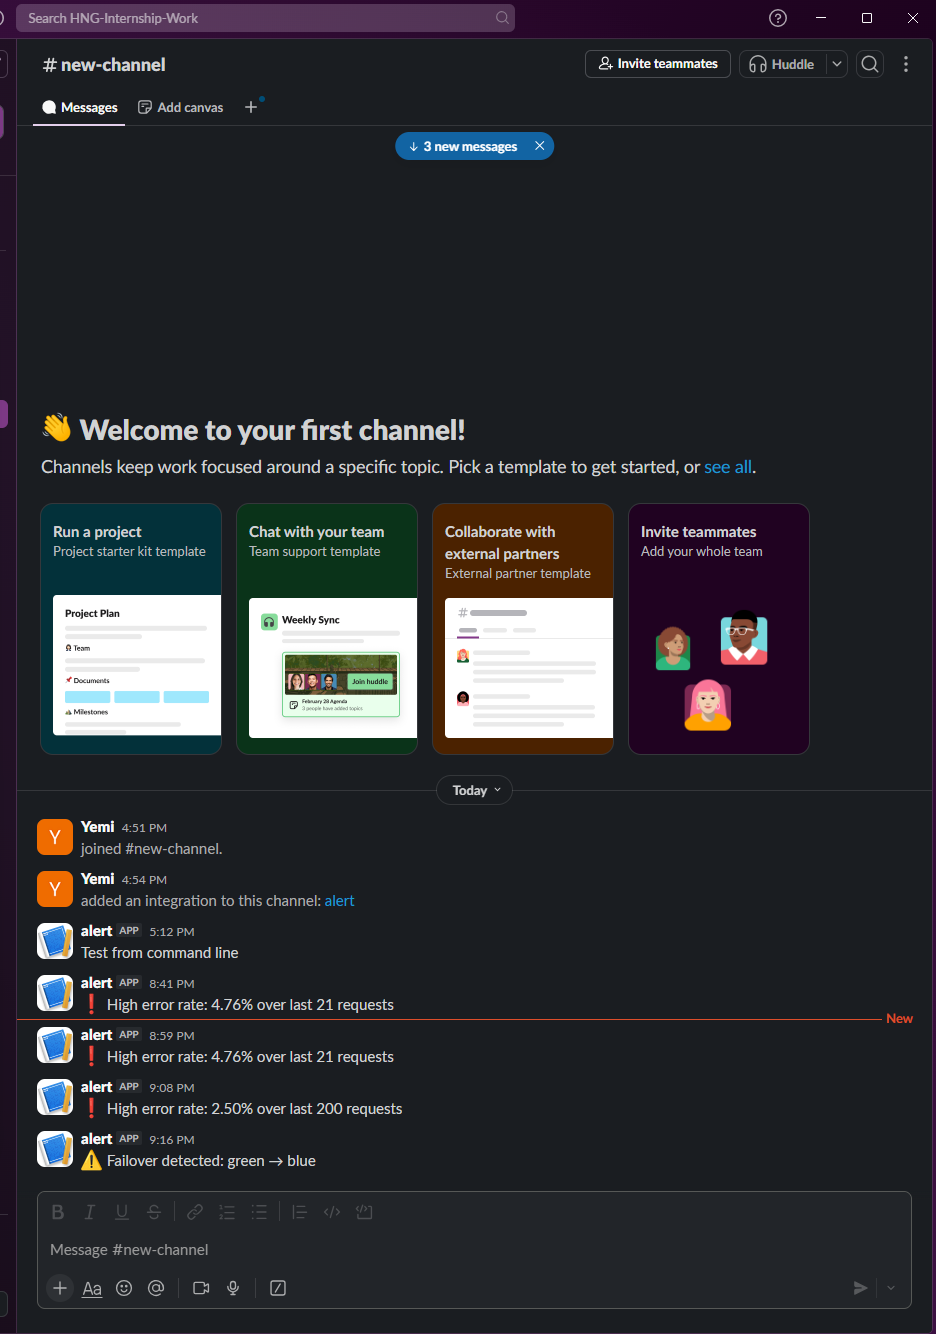 Search HNG-Internship-Work
# new-channel
Invite teammates
Huddle
Messages
Add canvas
↓ 3 new messages
👋 Welcome to your first channel!
Channels keep work focused around a specific topic. Pick a template to get started, or see all.
Run a project
Project starter kit template
Project Plan
Team
Documents
Milestones
Chat with your team
Team support template
Weekly Sync
Join huddle
February 28 Agenda
3 people have added topics
Collaborate with
external partners
External partner template
#
Invite teammates
Add your whole team
Today
Y
Yemi 4:51 PM
joined #new-channel.
Y
Yemi 4:54 PM
added an integration to this channel: alert
alert APP 5:12 PM
Test from command line
alert APP 8:41 PM
❗ High error rate: 4.76% over last 21 requests
New
alert APP 8:59 PM
❗ High error rate: 4.76% over last 21 requests
alert APP 9:08 PM
❗ High error rate: 2.50% over last 200 requests
alert APP 9:16 PM
⚠️ Failover detected: green → blue
B I U S
Message #new-channel
Aa @